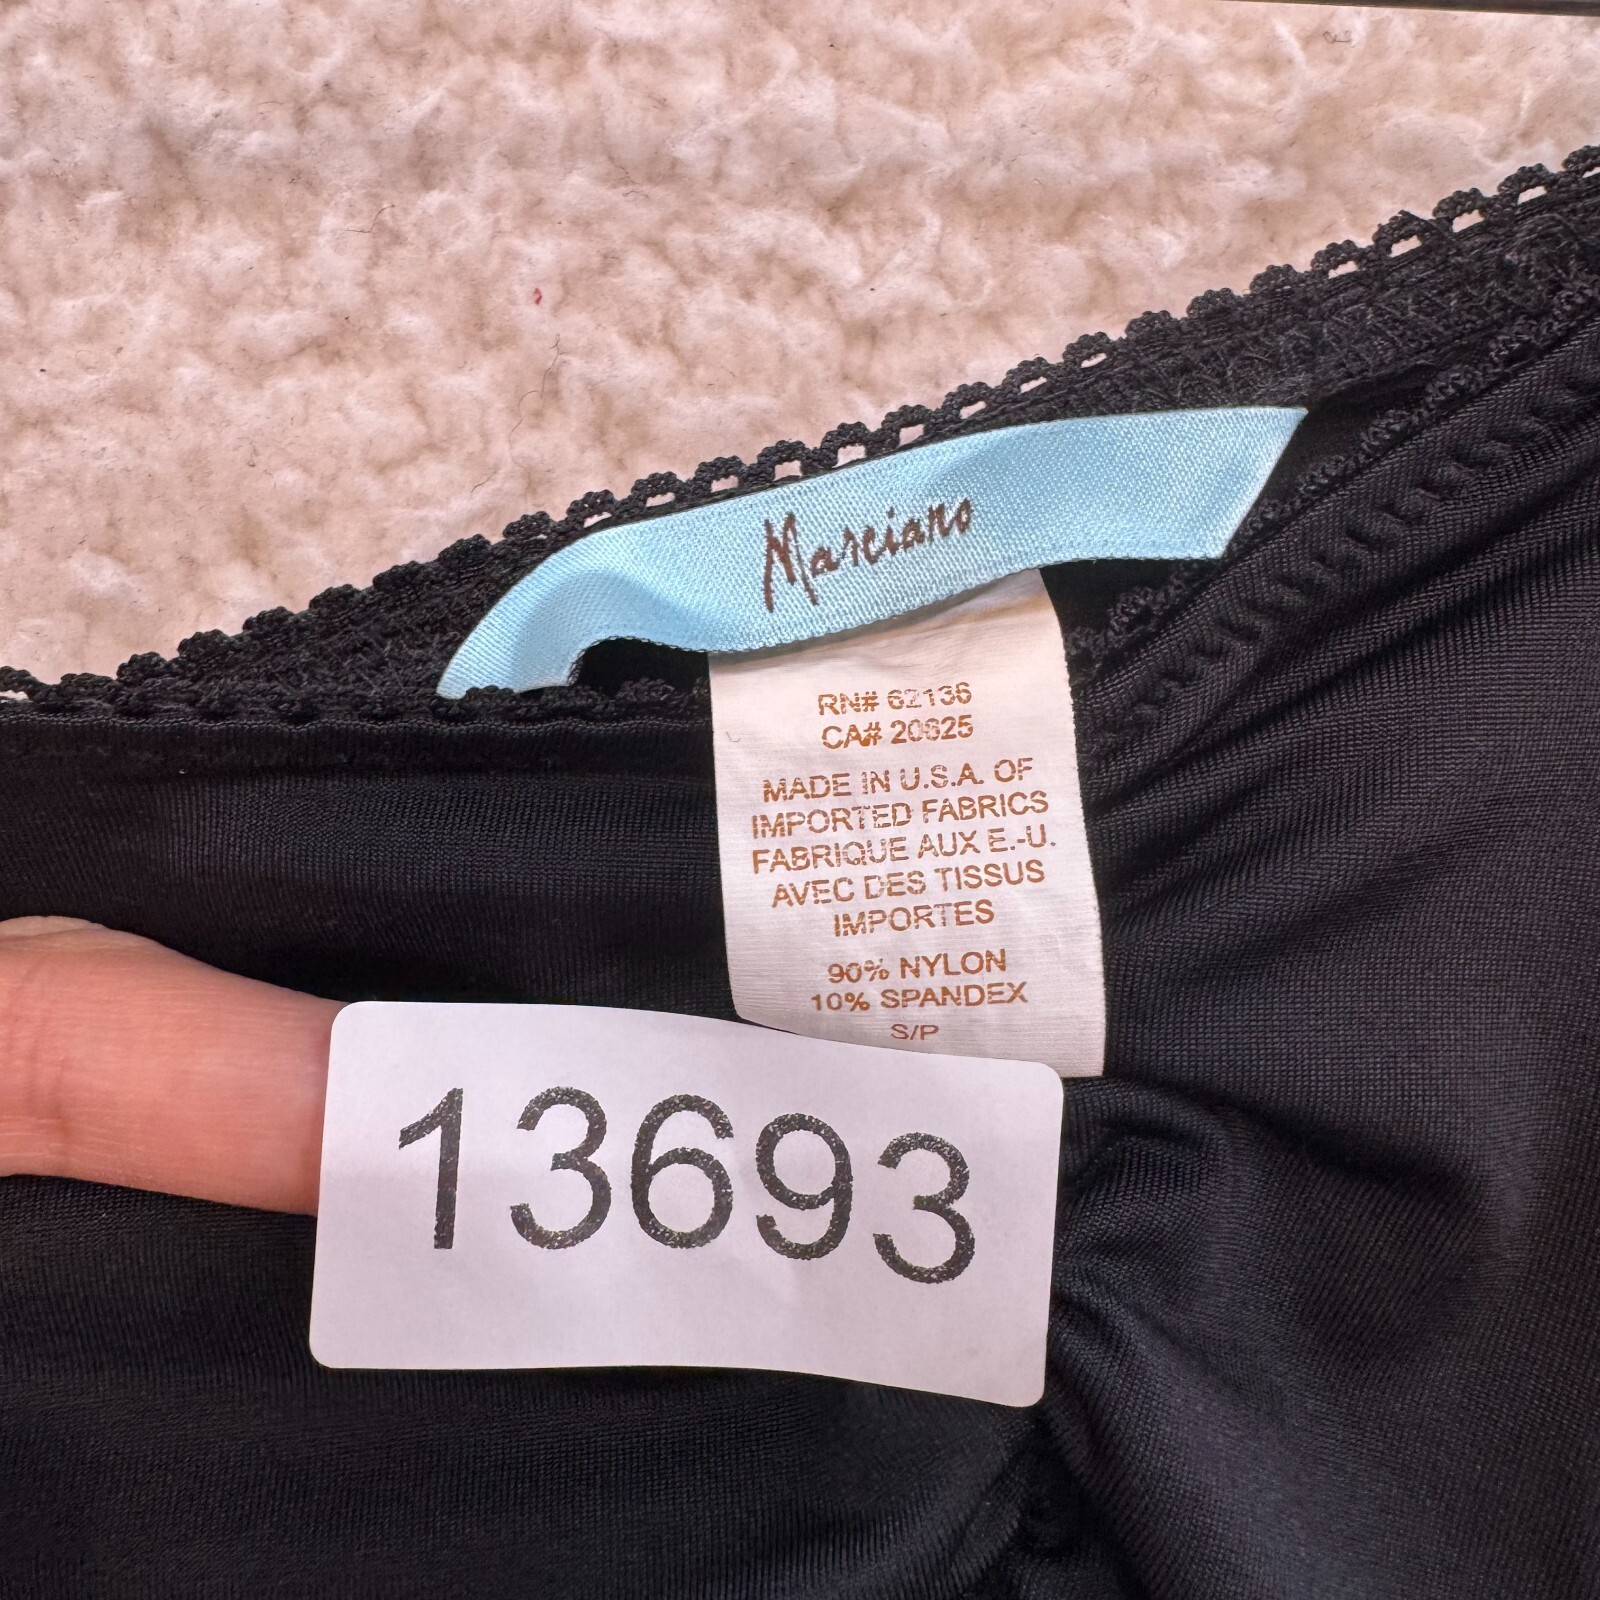 Marciano
RN# 62136
CA# 20625
MADE IN U.S.A. OF
IMPORTED FABRICS
FABRIQUE AUX E.-U.
AVEC DES TISSUS
IMPORTES
90% NYLON
10% SPANDEX
S/P
13693